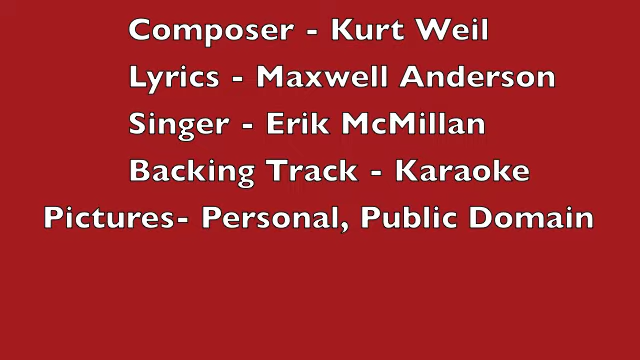 Composer - Kurt Weil
Lyrics - Maxwell Anderson
Singer - Erik McMillan
Backing Track - Karaoke
Pictures- Personal, Public Domain